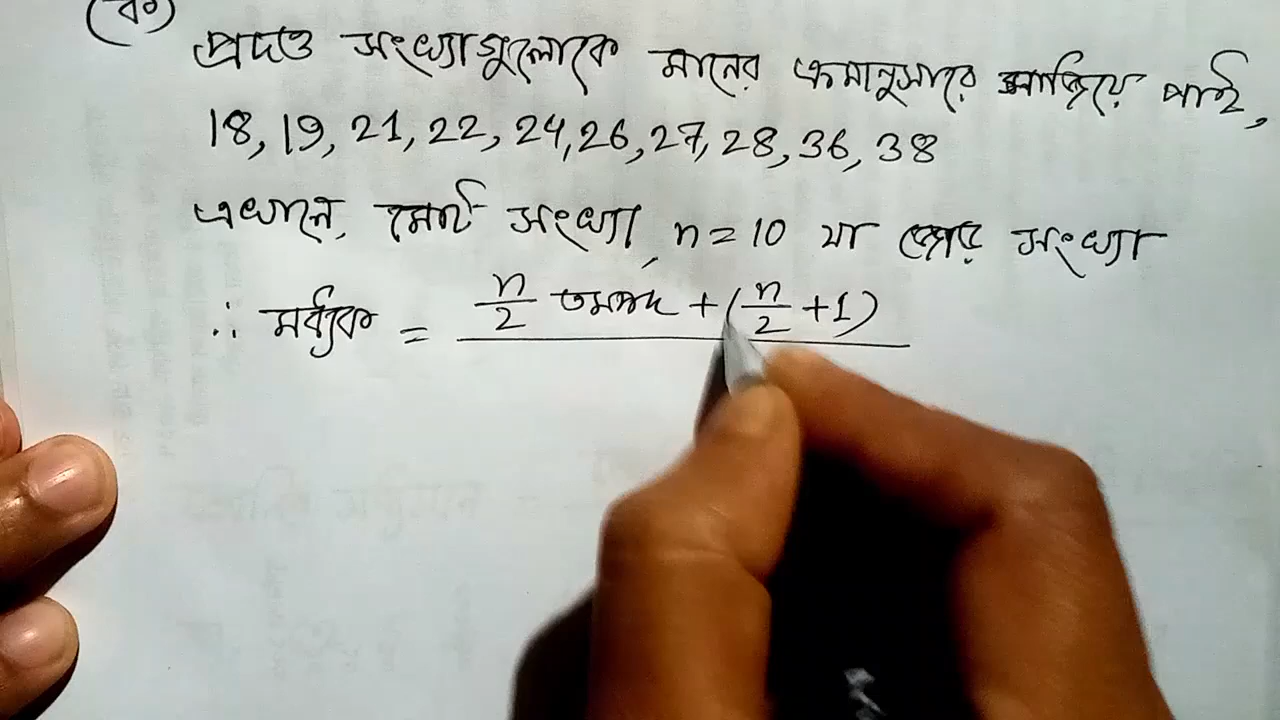 (ক)
প্রদত্ত সংখ্যাগুলোকে মানের ক্রমানুসারে সাজিয়ে পাই,
18, 19, 21, 22, 24, 26, 27, 28, 36, 38
এখানে, মোট সংখ্যা, n = 10 যা জোড় সংখ্যা
∴ মধ্যক = n/2 তম পদ + (n/2 + 1)